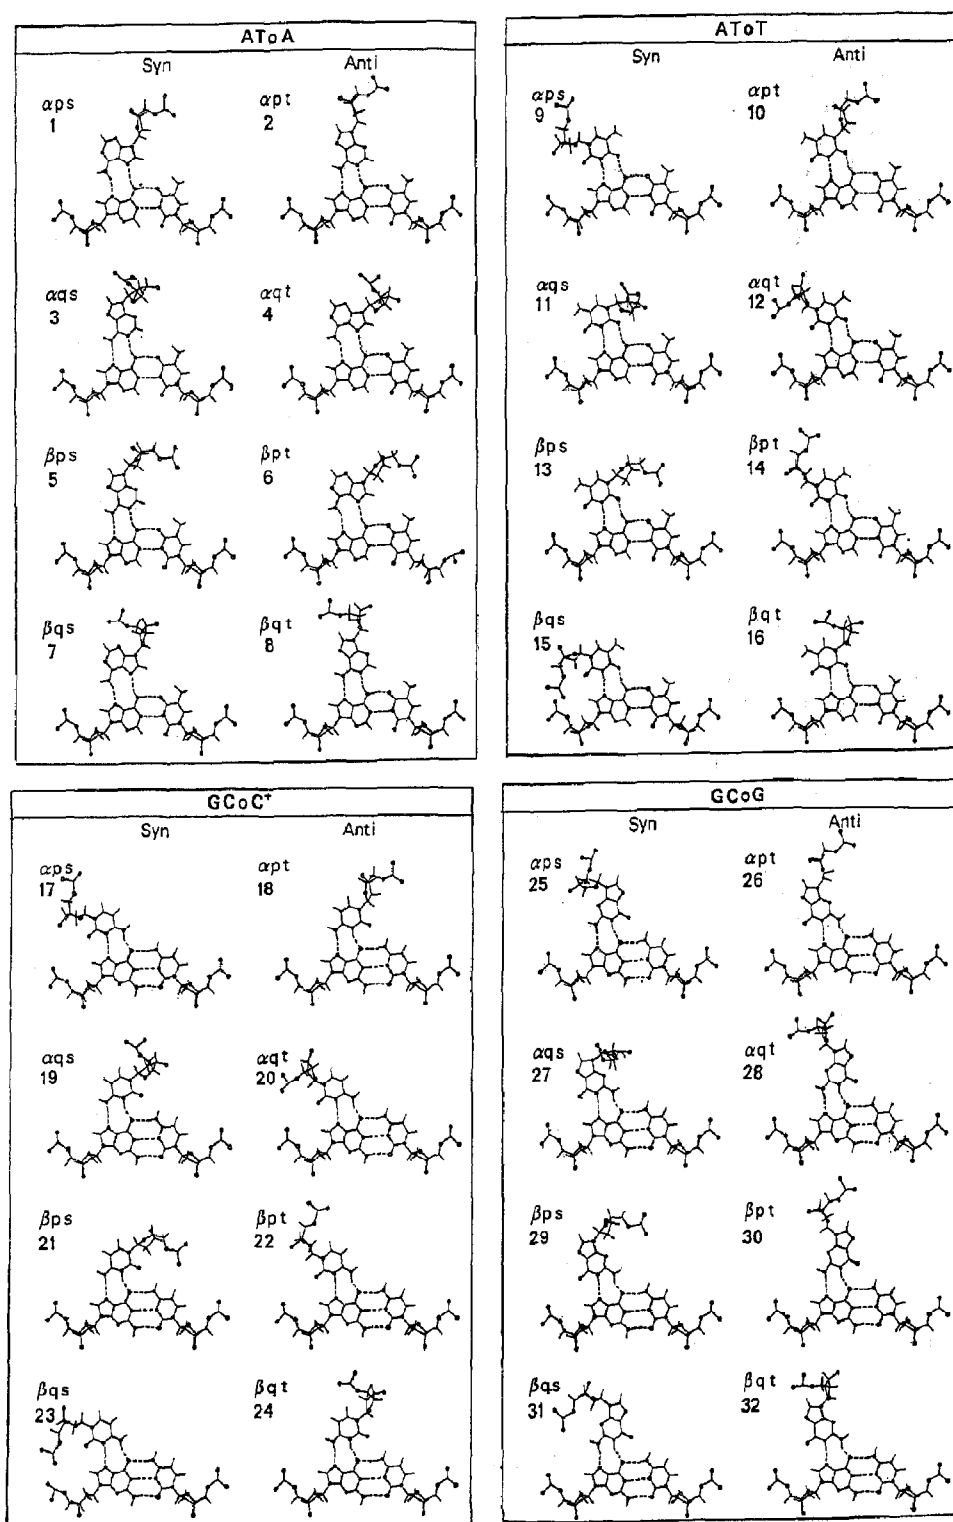 AToA
Syn Anti
αps αpt
1 2
αqs αqt
3 4
βps βpt
5 6
βqs βqt
7 8
AToT
Syn Anti
αps αpt
9 10
αqs αqt
11 12
βps βpt
13 14
βqs βqt
15 16
GCoC⁺
Syn Anti
αps αpt
17 18
αqs αqt
19 20
βps βpt
21 22
βqs βqt
23 24
GCoG
Syn Anti
αps αpt
25 26
αqs αqt
27 28
βps βpt
29 30
βqs βqt
31 32